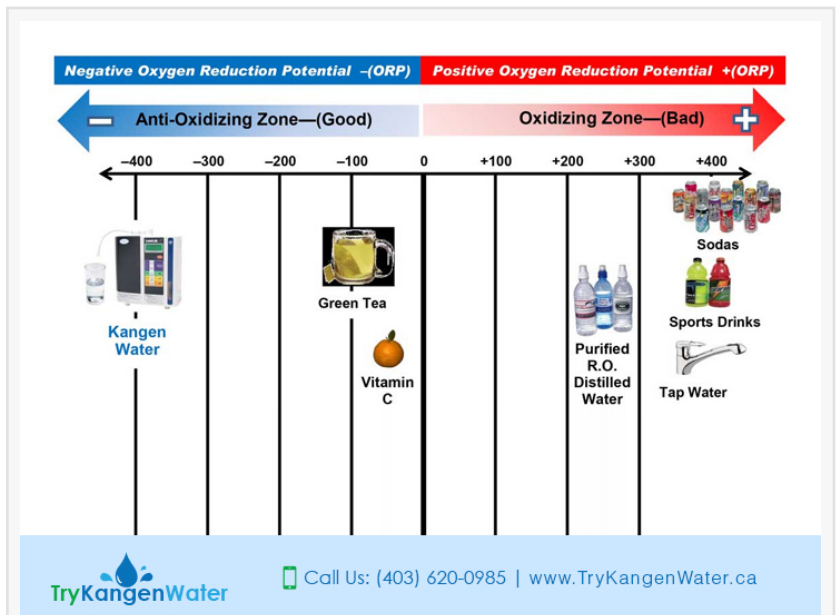 Negative Oxygen Reduction Potential –(ORP)
Positive Oxygen Reduction Potential +(ORP)
Anti-Oxidizing Zone—(Good)
Oxidizing Zone—(Bad)
–400 –300 –200 –100 0 +100 +200 +300 +400
Sodas
Green Tea
Sports Drinks
Kangen
Water
Purified
R.O.
Distilled
Water
Vitamin
C
Tap Water
TryKangenWater
Call Us: (403) 620-0985 | www.TryKangenWater.ca